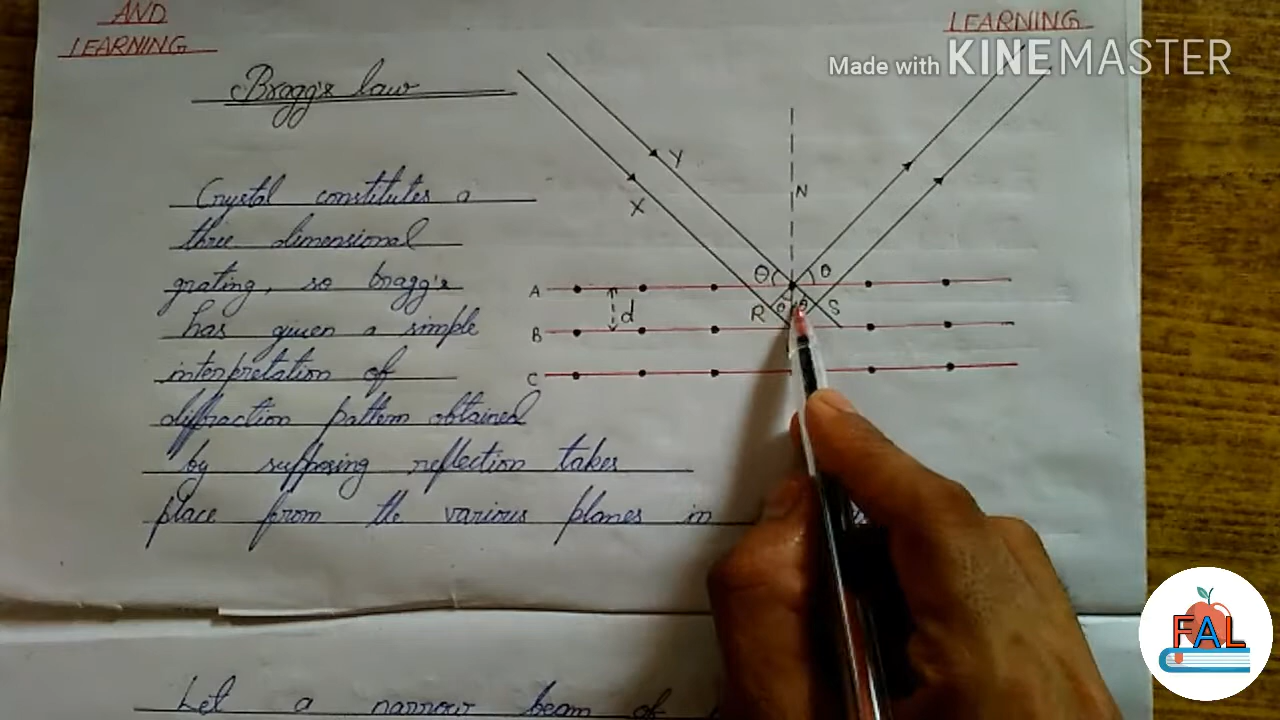 AND
LEARNING
LEARNING
Made with KINEMASTER
Bragg's law
Crystal constitutes a
three dimensional
grating, so bragg's
has given a simple
interpretation of
diffraction pattern obtained
by supposing reflection takes
place from the various planes in
Y
X
N
θ
θ
A
d
R
θ
θ
S
B
C
FAL
Let a narrow beam of